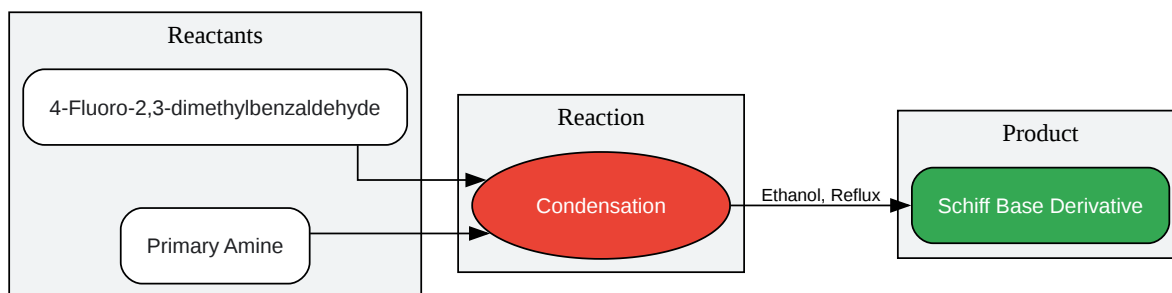 Reactants
4-Fluoro-2,3-dimethylbenzaldehyde
Primary Amine
Reaction
Condensation
Ethanol, Reflux
Product
Schiff Base Derivative